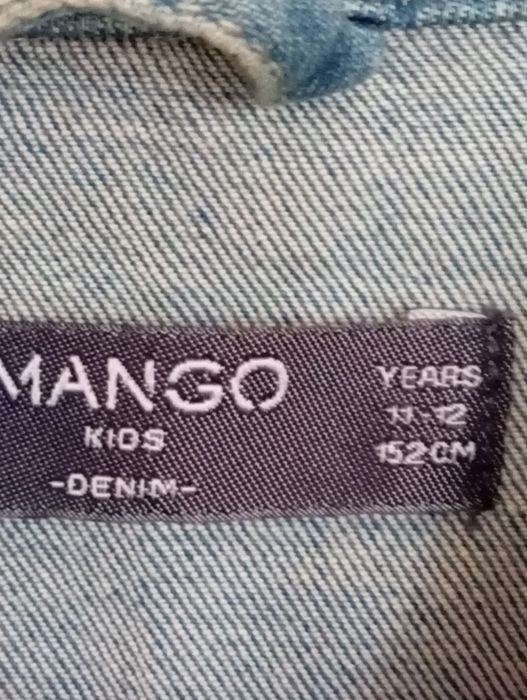 MANGO
KIDS
-DENIM-
YEARS
11-12
152CM